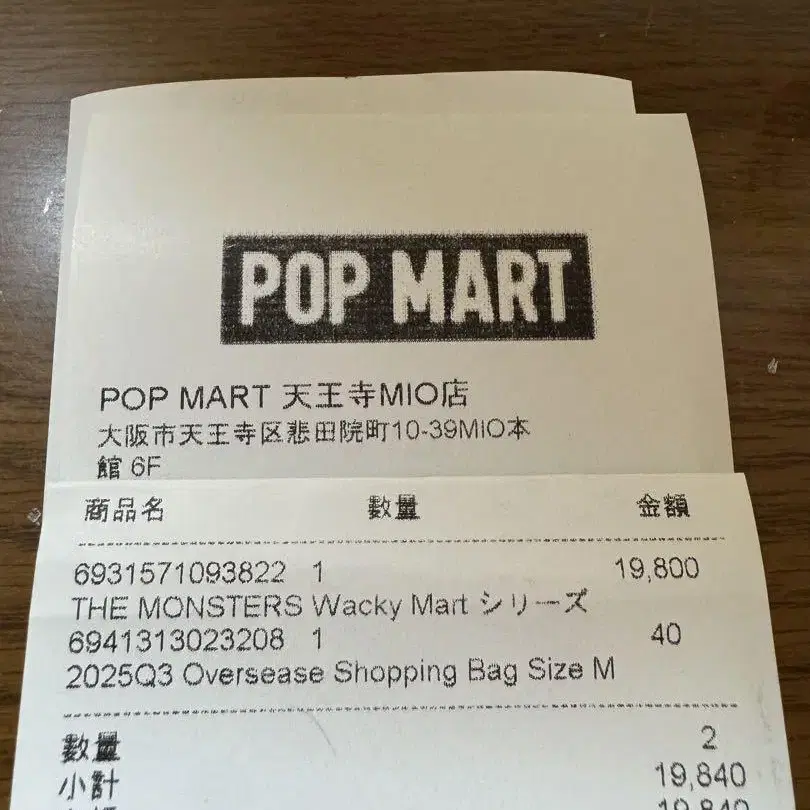 POP MART
POP MART 天王寺MIO店
大阪市天王寺区悲田院町10-39MIO本
館 6F
商品名 数量 金額
6931571093822 1 19,800
THE MONSTERS Wacky Mart シリーズ
6941313023208 1 40
2025Q3 Oversease Shopping Bag Size M
数量 2
小計 19,840
19,840